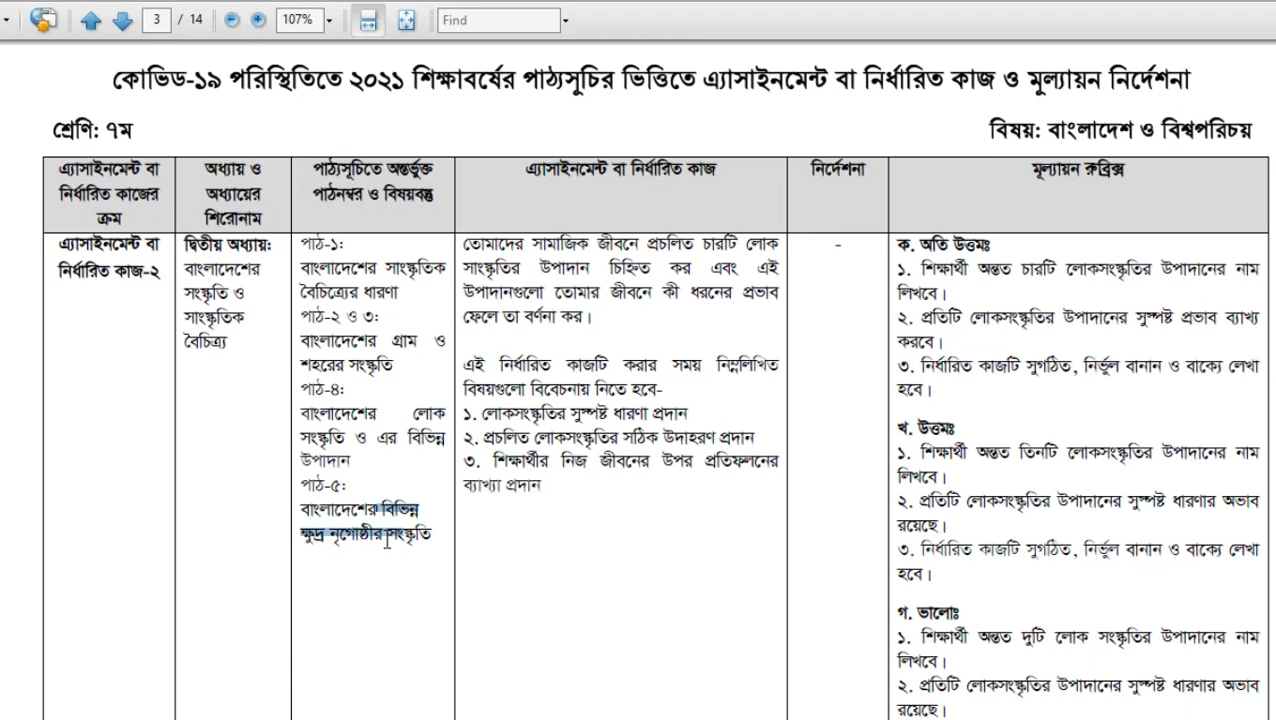 3 / 14 107% Find
কোভিড-১৯ পরিস্থিতিতে ২০২১ শিক্ষাবর্ষের পাঠ্যসূচির ভিত্তিতে এ্যাসাইনমেন্ট বা নির্ধারিত কাজ ও মূল্যায়ন নির্দেশনা
শ্রেণি: ৭ম
বিষয়: বাংলাদেশ ও বিশ্বপরিচয়
এ্যাসাইনমেন্ট বা
নির্ধারিত কাজের
ক্রম
অধ্যায় ও
অধ্যায়ের
শিরোনাম
পাঠ্যসূচিতে অন্তর্ভুক্ত
পাঠনম্বর ও বিষয়বস্তু
এ্যাসাইনমেন্ট বা নির্ধারিত কাজ
নির্দেশনা
মূল্যায়ন রুব্রিক্স
এ্যাসাইনমেন্ট বা
নির্ধারিত কাজ-২
দ্বিতীয় অধ্যায়:
বাংলাদেশের
সংস্কৃতি ও
সাংস্কৃতিক
বৈচিত্র্য
পাঠ-১:
বাংলাদেশের সাংস্কৃতিক
বৈচিত্র্যের ধারণা
পাঠ-২ ও ৩:
বাংলাদেশের গ্রাম ও
শহরের সংস্কৃতি
পাঠ-৪:
বাংলাদেশের লোক
সংস্কৃতি ও এর বিভিন্ন
উপাদান
পাঠ-৫:
বাংলাদেশের বিভিন্ন
ক্ষুদ্র নৃগোষ্ঠীর সংস্কৃতি
তোমাদের সামাজিক জীবনে প্রচলিত চারটি লোক
সাংস্কৃতির উপাদান চিহ্নিত কর এবং এই
উপাদানগুলো তোমার জীবনে কী ধরনের প্রভাব
ফেলে তা বর্ণনা কর।
এই নির্ধারিত কাজটি করার সময় নিম্নলিখিত
বিষয়গুলো বিবেচনায় নিতে হবে-
১. লোকসংস্কৃতির সুস্পষ্ট ধারণা প্রদান
২. প্রচলিত লোকসংস্কৃতির সঠিক উদাহরণ প্রদান
৩. শিক্ষার্থীর নিজ জীবনের উপর প্রতিফলনের
ব্যাখ্যা প্রদান
-
ক. অতি উত্তমঃ
১. শিক্ষার্থী অন্তত চারটি লোকসংস্কৃতির উপাদানের নাম
লিখবে।
২. প্রতিটি লোকসংস্কৃতির উপাদানের সুস্পষ্ট প্রভাব ব্যাখ্য
করবে।
৩. নির্ধারিত কাজটি সুগঠিত, নির্ভুল বানান ও বাক্যে লেখা
হবে।
খ. উত্তমঃ
১. শিক্ষার্থী অন্তত তিনটি লোকসংস্কৃতির উপাদানের নাম
লিখবে।
২. প্রতিটি লোকসংস্কৃতির উপাদানের সুস্পষ্ট ধারণার অভাব
রয়েছে।
৩. নির্ধারিত কাজটি সুগঠিত, নির্ভুল বানান ও বাক্যে লেখা
হবে।
গ. ভালোঃ
১. শিক্ষার্থী অন্তত দুটি লোক সংস্কৃতির উপাদানের নাম
লিখবে।
২. প্রতিটি লোকসংস্কৃতির উপাদানের সুস্পষ্ট ধারণার অভাব
রয়েছে।